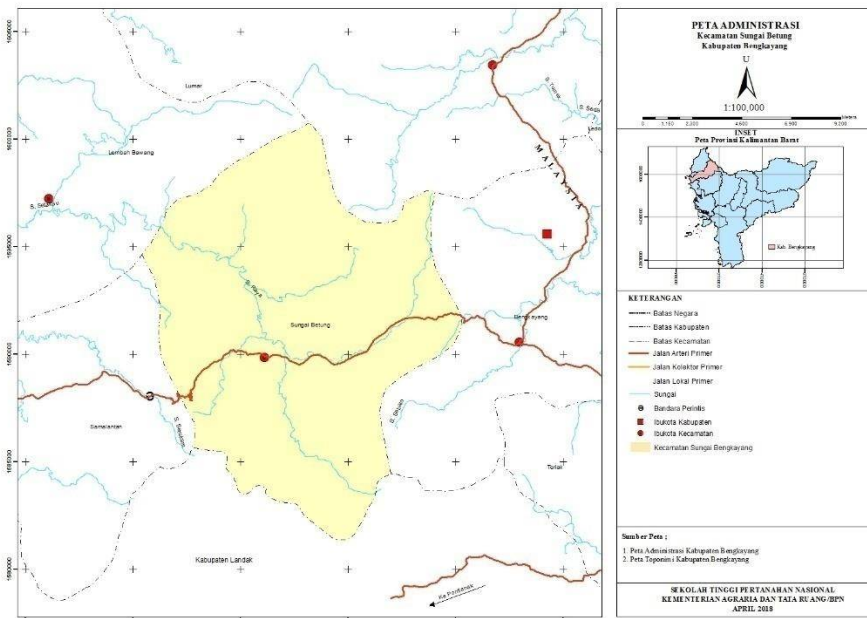 PETA ADMINISTRASI
Kecamatan Sungai Betung
Kabupaten Bengkayang
U
1:100,000
INSET
Peta Provinsi Kalimantan Barat
Kab. Bengkayang
KETERANGAN
Batas Negara
Batas Kabupaten
Batas Kecamatan
Jalan Arteri Primer
Jalan Kolektor Primer
Jalan Lokal Primer
Sungai
Bandara Perintis
Ibukota Kabupaten
Ibukota Kecamatan
Kecamatan Sungai Bengkayang
Sumber Peta ;
1. Peta Administrasi Kabupaten Bengkayang
2. Peta Toponimi Kabupaten Bengkayang
SEKOLAH TINGGI PERTANAHAN NASIONAL
KEMENTERIAN AGRARIA DAN TATA RUANG/BPN
APRIL 2018
Lumar
Lembah Bawang
MALAYSIA
S. Raya
Sungai Betung
Bengkayang
Samalantan
Kabupaten Landak
Ke Pontianak